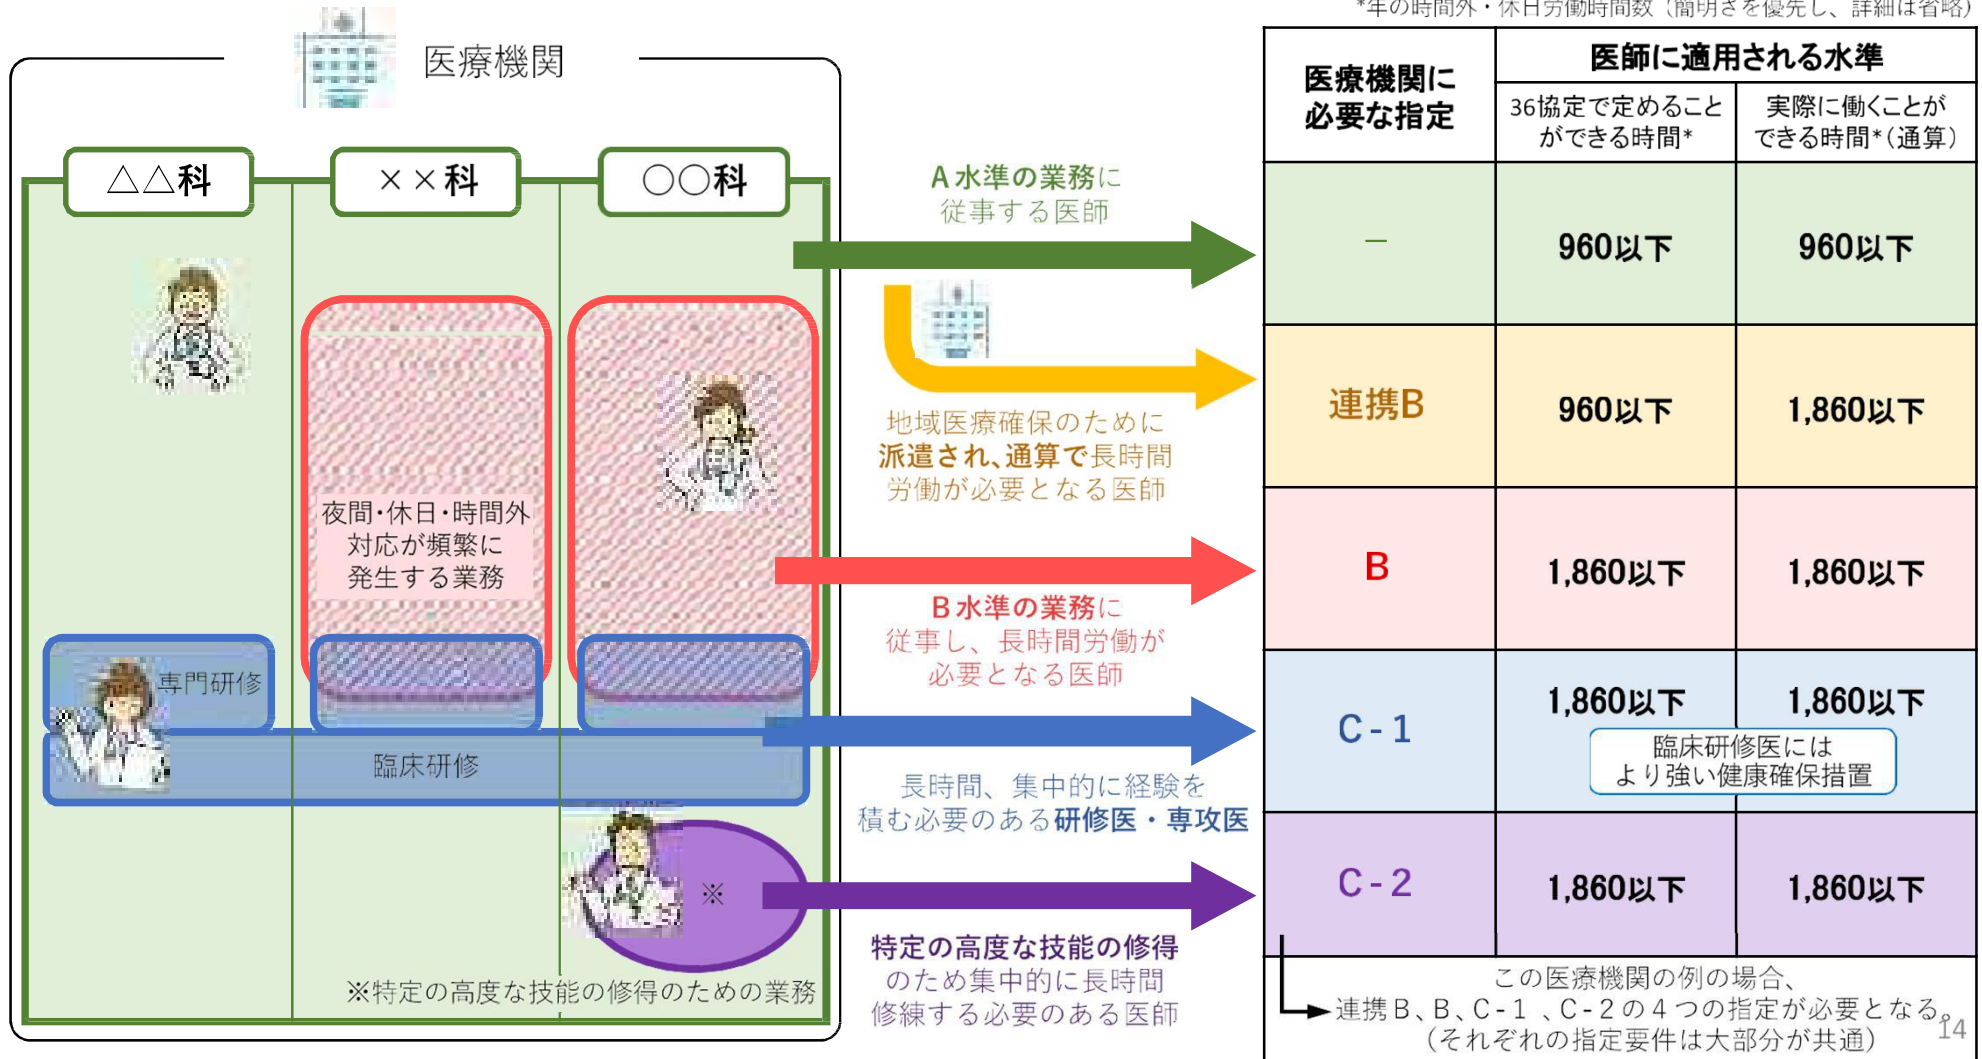 *年の時間外・休日労働時間数（簡明さを優先し、詳細は省略）
医療機関
△△科
××科
○○科
夜間・休日・時間外
対応が頻繁に
発生する業務
専門研修
臨床研修
※
※特定の高度な技能の修得のための業務
A水準の業務に
従事する医師
地域医療確保のために
派遣され、通算で長時間
労働が必要となる医師
B水準の業務に
従事し、長時間労働が
必要となる医師
長時間、集中的に経験を
積む必要のある研修医・専攻医
特定の高度な技能の修得
のため集中的に長時間
修練する必要のある医師
医療機関に
必要な指定
医師に適用される水準
36協定で定めること
ができる時間*
実際に働くことが
できる時間*（通算）
－ 960以下 960以下
連携B 960以下 1,860以下
B 1,860以下 1,860以下
C-1 1,860以下 1,860以下
臨床研修医には
より強い健康確保措置
C-2 1,860以下 1,860以下
この医療機関の例の場合、
連携B、B、C-1、C-2の4つの指定が必要となる。
（それぞれの指定要件は大部分が共通）
14